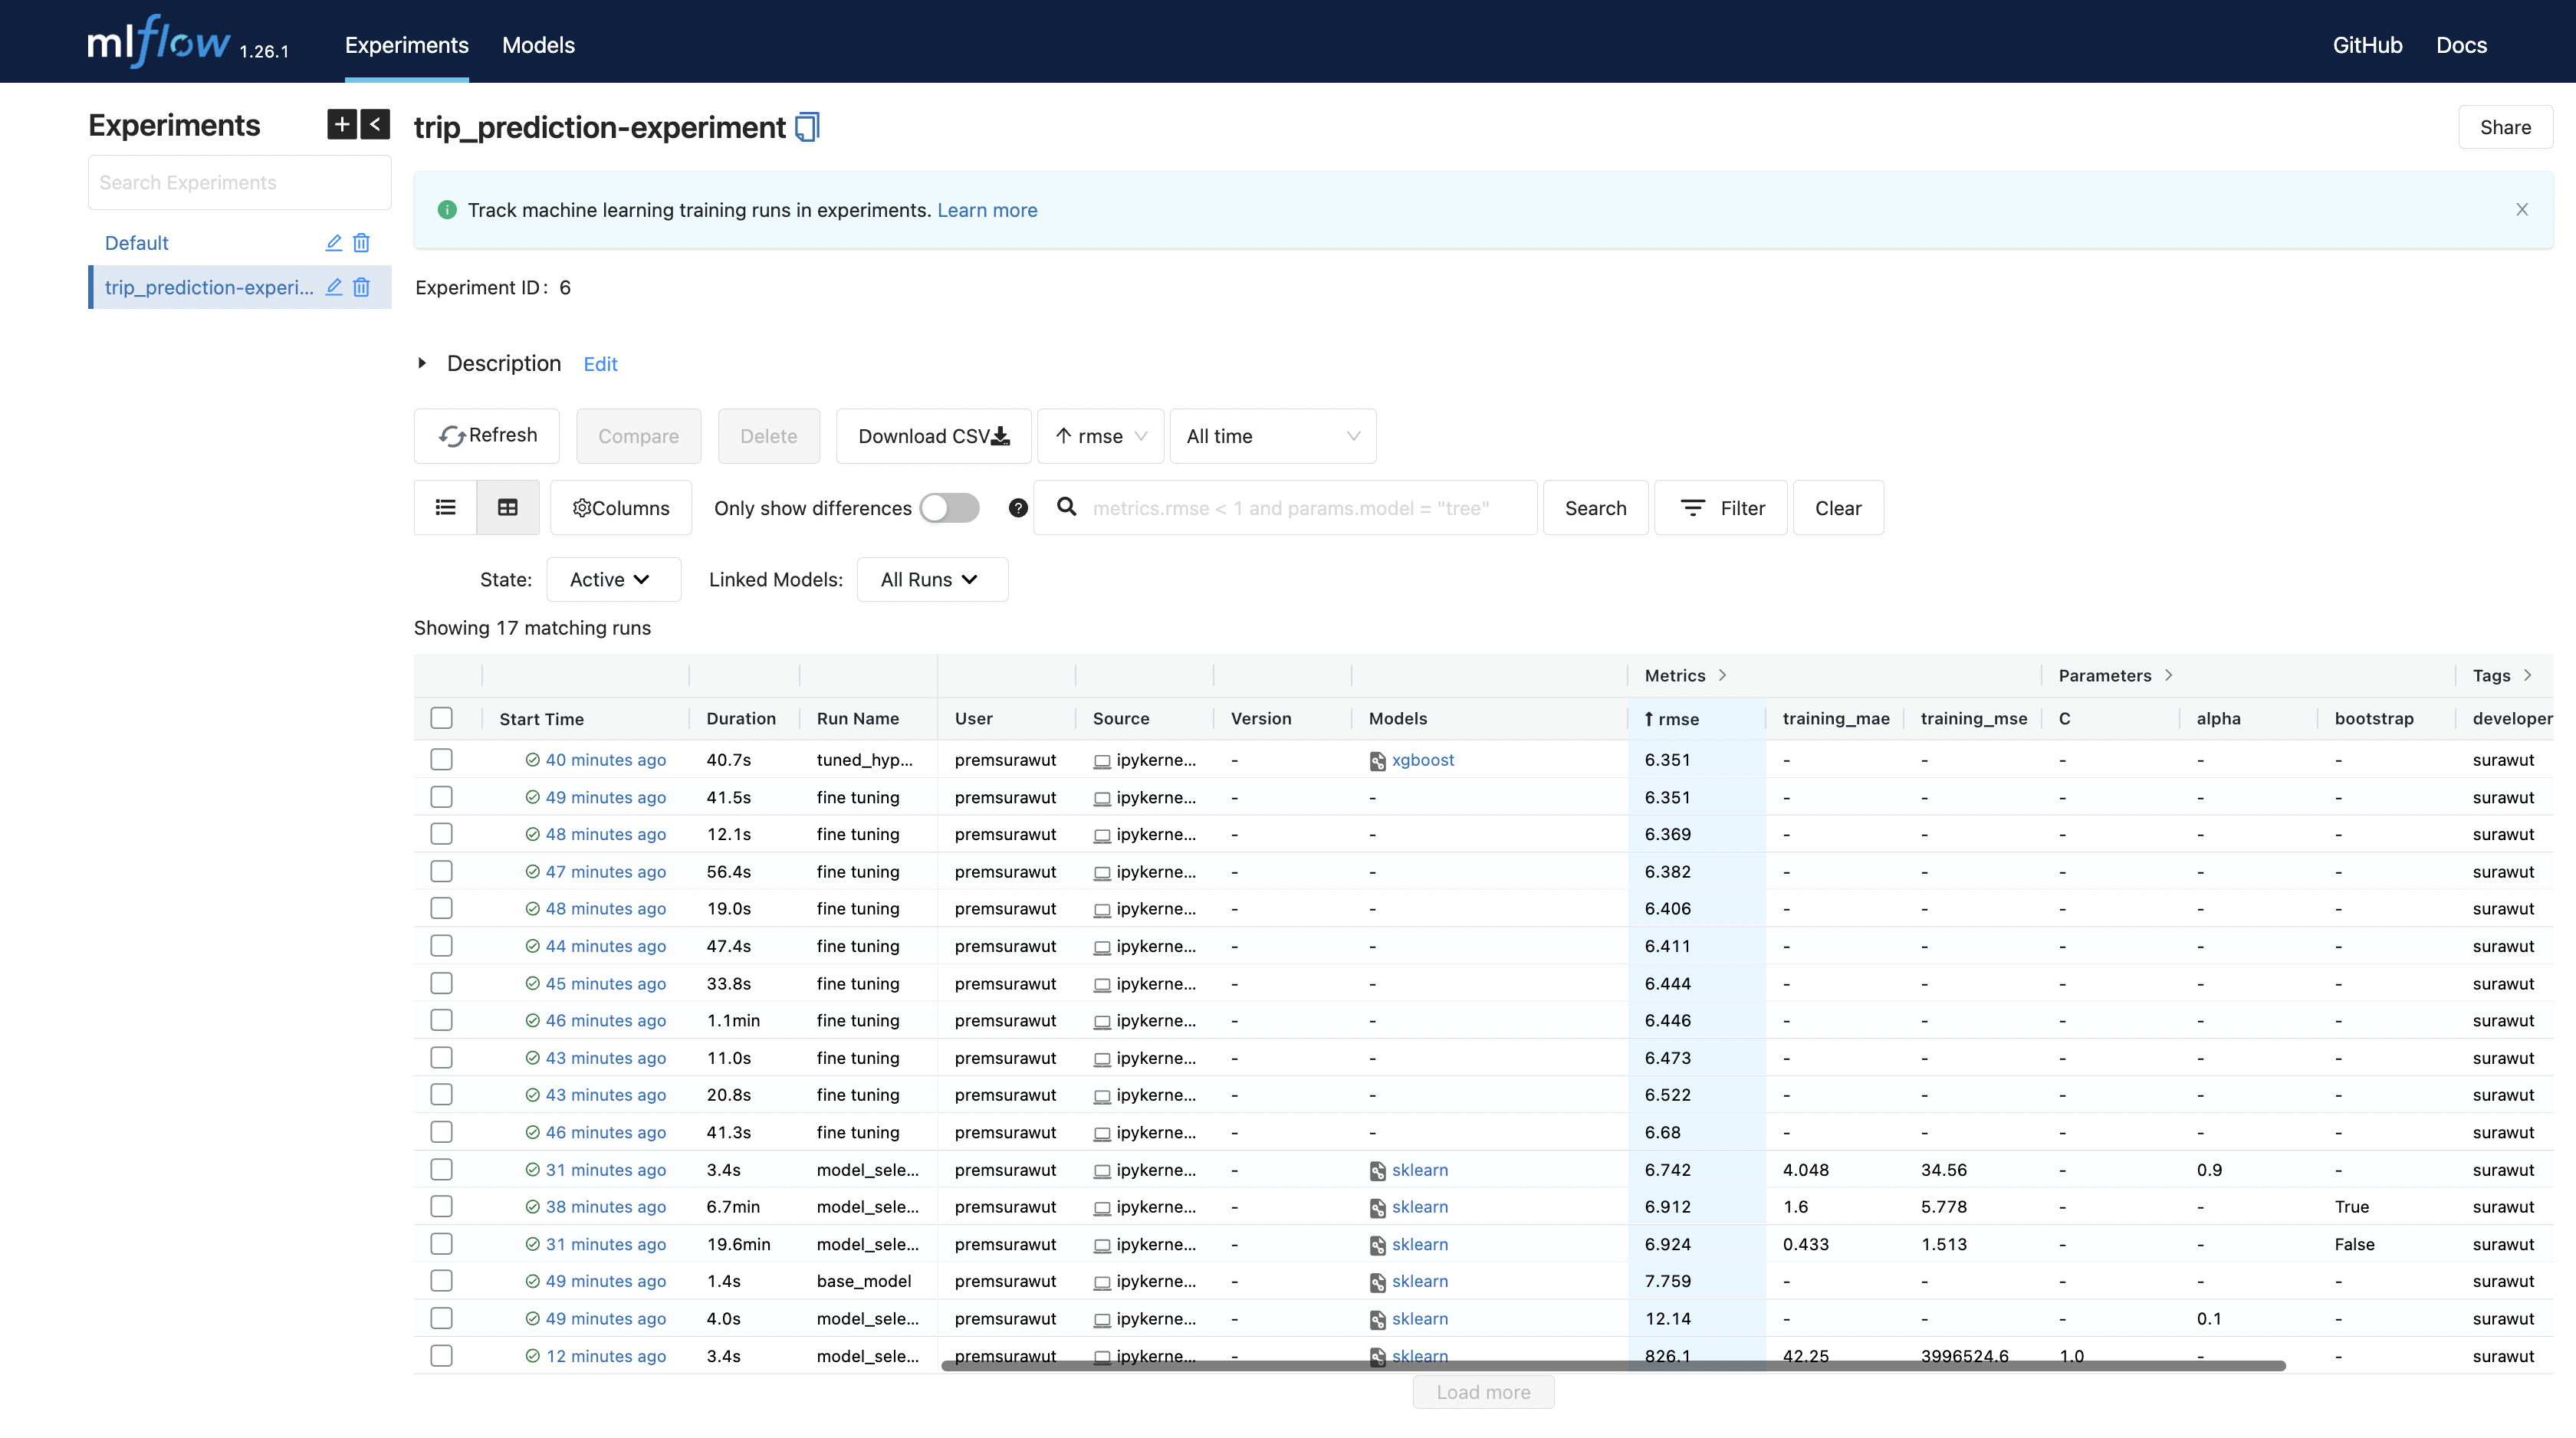 mlflow 1.26.1 Experiments Models GitHub Docs
Experiments
Search Experiments
Default
trip_prediction-experi...
trip_prediction-experiment
Share
Track machine learning training runs in experiments. Learn more
Experiment ID: 6
Description Edit
Refresh Compare Delete Download CSV ↑ rmse All time
Columns Only show differences metrics.rmse < 1 and params.model = "tree" Search Filter Clear
State: Active Linked Models: All Runs
Showing 17 matching runs
Metrics Parameters Tags
Start Time Duration Run Name User Source Version Models ↑ rmse training_mae training_mse C alpha bootstrap developer
40 minutes ago 40.7s tuned_hyp... premsurawut ipykerne... - xgboost 6.351 - - - - - surawut
49 minutes ago 41.5s fine tuning premsurawut ipykerne... - - 6.351 - - - - - surawut
48 minutes ago 12.1s fine tuning premsurawut ipykerne... - - 6.369 - - - - - surawut
47 minutes ago 56.4s fine tuning premsurawut ipykerne... - - 6.382 - - - - - surawut
48 minutes ago 19.0s fine tuning premsurawut ipykerne... - - 6.406 - - - - - surawut
44 minutes ago 47.4s fine tuning premsurawut ipykerne... - - 6.411 - - - - - surawut
45 minutes ago 33.8s fine tuning premsurawut ipykerne... - - 6.444 - - - - - surawut
46 minutes ago 1.1min fine tuning premsurawut ipykerne... - - 6.446 - - - - - surawut
43 minutes ago 11.0s fine tuning premsurawut ipykerne... - - 6.473 - - - - - surawut
43 minutes ago 20.8s fine tuning premsurawut ipykerne... - - 6.522 - - - - - surawut
46 minutes ago 41.3s fine tuning premsurawut ipykerne... - - 6.68 - - - - - surawut
31 minutes ago 3.4s model_sele... premsurawut ipykerne... - sklearn 6.742 4.048 34.56 - 0.9 - surawut
38 minutes ago 6.7min model_sele... premsurawut ipykerne... - sklearn 6.912 1.6 5.778 - - True surawut
31 minutes ago 19.6min model_sele... premsurawut ipykerne... - sklearn 6.924 0.433 1.513 - - False surawut
49 minutes ago 1.4s base_model premsurawut ipykerne... - sklearn 7.759 - - - - - surawut
49 minutes ago 4.0s model_sele... premsurawut ipykerne... - sklearn 12.14 - - - 0.1 - surawut
12 minutes ago 3.4s model_sele... premsurawut ipykerne... - sklearn 826.1 42.25 3996524.6 1.0 - - surawut
Load more